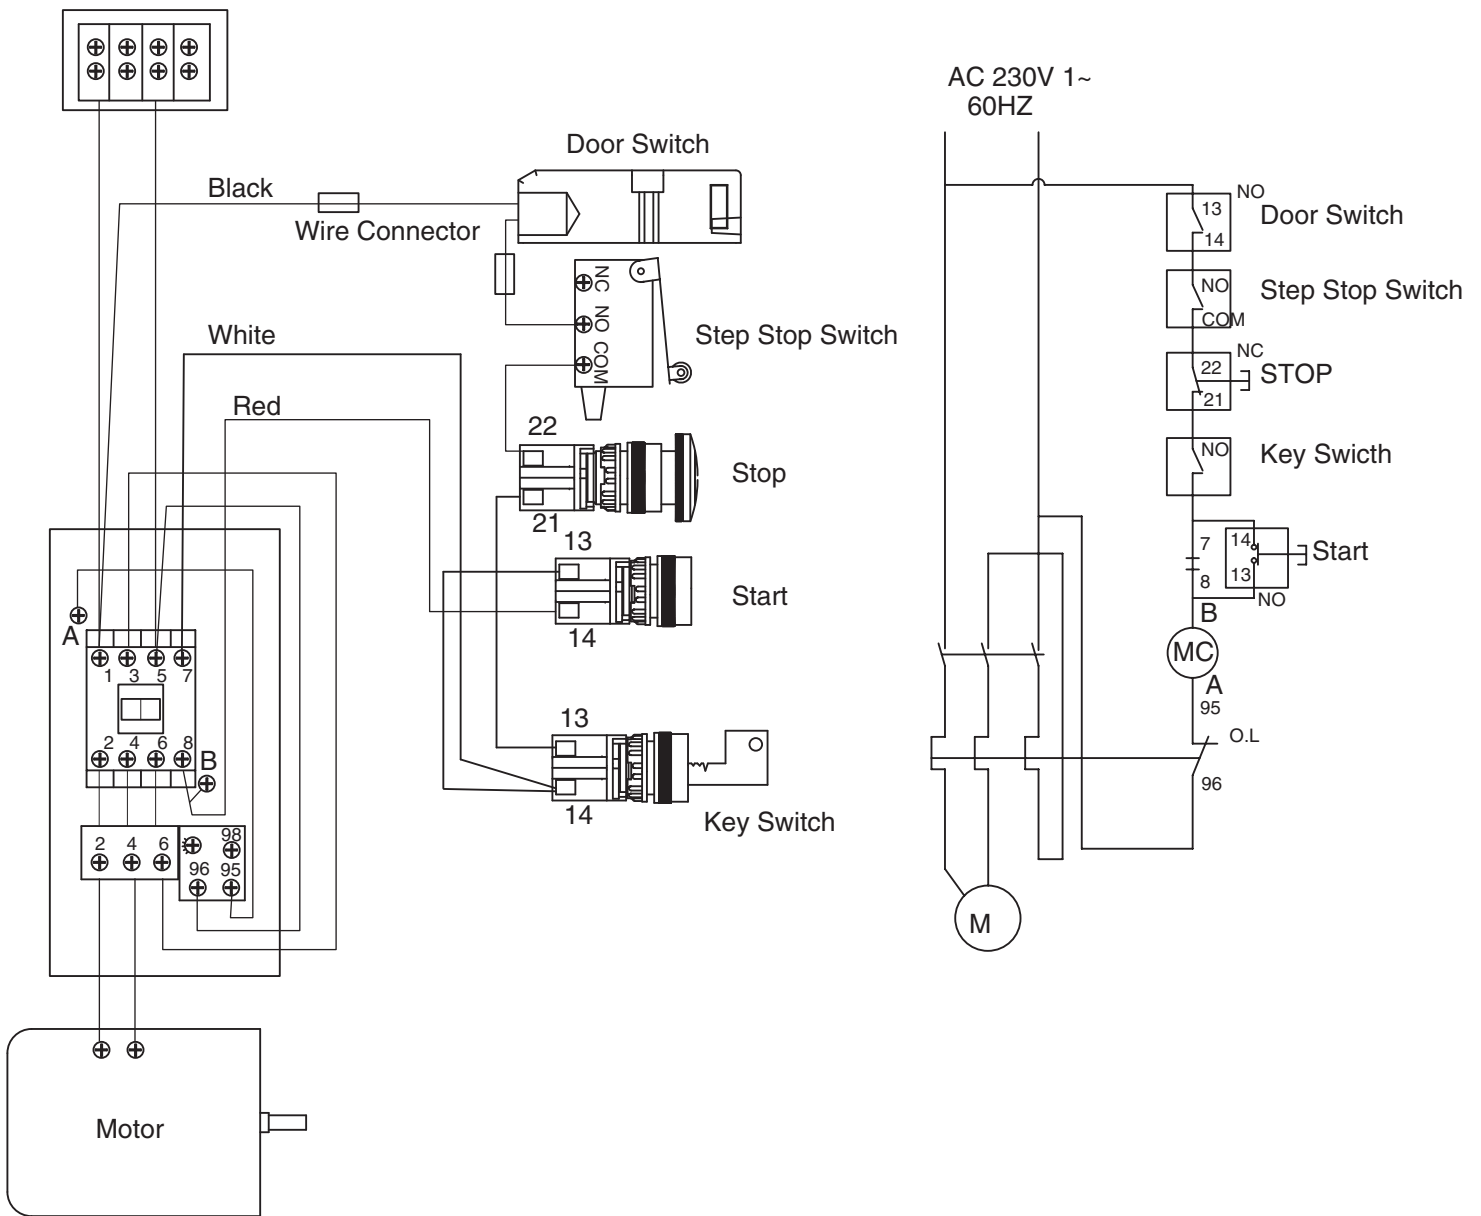 AC 230V 1~
60HZ
Door Switch
Black
Wire Connector
NC
NO
COM
Step Stop Switch
White
Red
22
21
Stop
13
14
Start
13
14
Key Switch
A
1
3
5
7
2
4
6
8
B
2
4
6
98
96
95
Motor
NO
13
14
Door Switch
NO
COM
Step Stop Switch
NC
22
21
STOP
NO
Key Swicth
7
8
14
13
NO
Start
B
MC
A
95
O.L
96
M